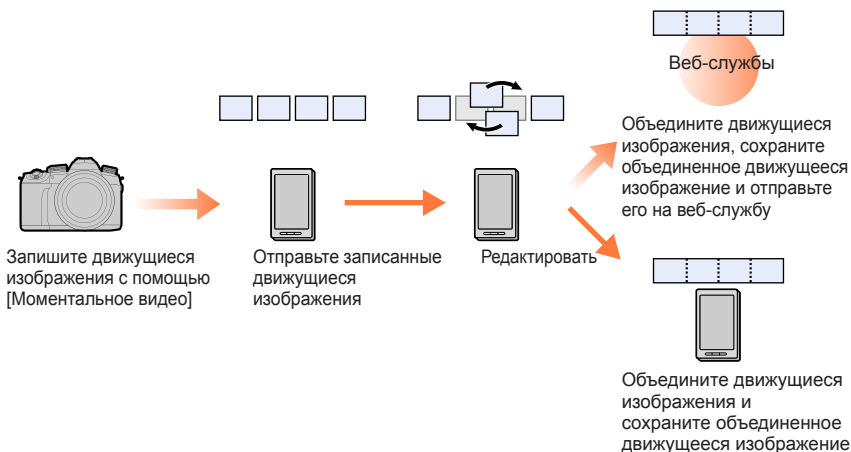 Веб-службы
Объедините движущиеся
изображения, сохраните
объединенное движущееся
изображение и отправьте
его на веб-службу
Запишите движущиеся
изображения с помощью
[Моментальное видео]
Отправьте записанные
движущиеся
изображения
Редактировать
Объедините движущиеся
изображения и
сохраните объединенное
движущееся изображение